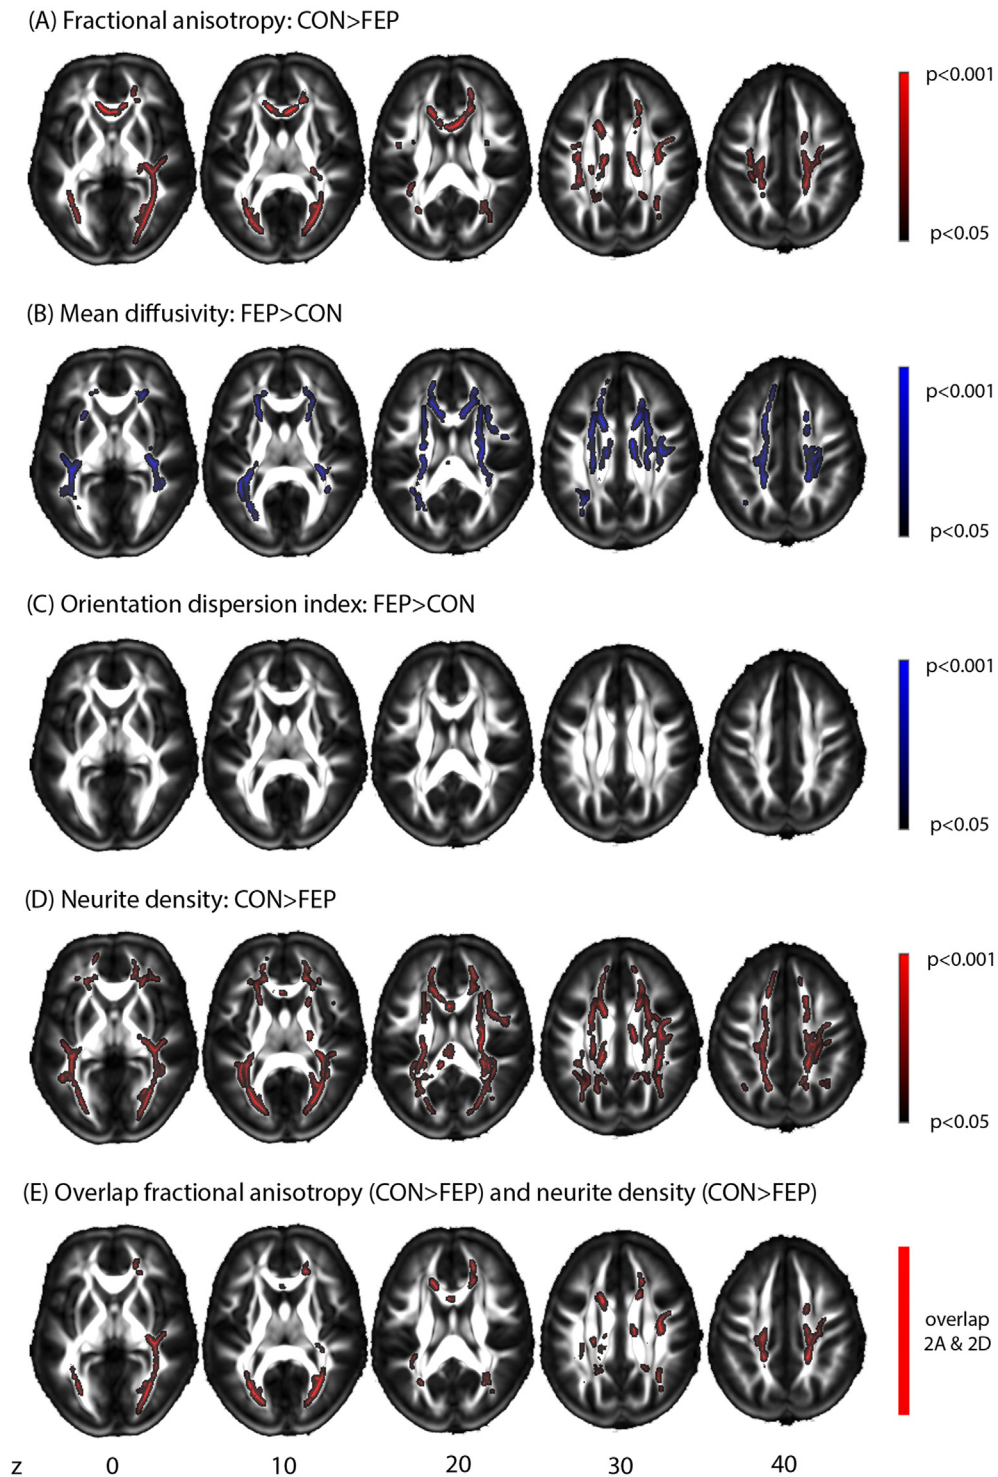 (A) Fractional anisotropy: CON>FEP
p<0.001
p<0.05
(B) Mean diffusivity: FEP>CON
p<0.001
p<0.05
(C) Orientation dispersion index: FEP>CON
p<0.001
p<0.05
(D) Neurite density: CON>FEP
p<0.001
p<0.05
(E) Overlap fractional anisotropy (CON>FEP) and neurite density (CON>FEP)
overlap
2A & 2D
z 0 10 20 30 40